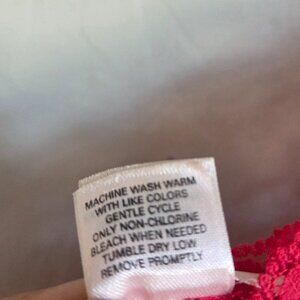 MACHINE WASH WARM
WITH LIKE COLORS
GENTLE CYCLE
ONLY NON-CHLORINE
BLEACH WHEN NEEDED
TUMBLE DRY LOW
REMOVE PROMPTLY